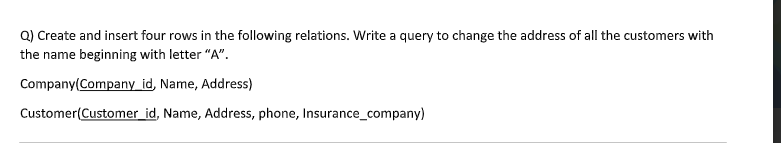 Q) Create and insert four rows in the following relations. Write a query to change the address of all the customers with
the name beginning with letter “A”.
Company(Company_id, Name, Address)
Customer(Customer_id, Name, Address, phone, Insurance_company)